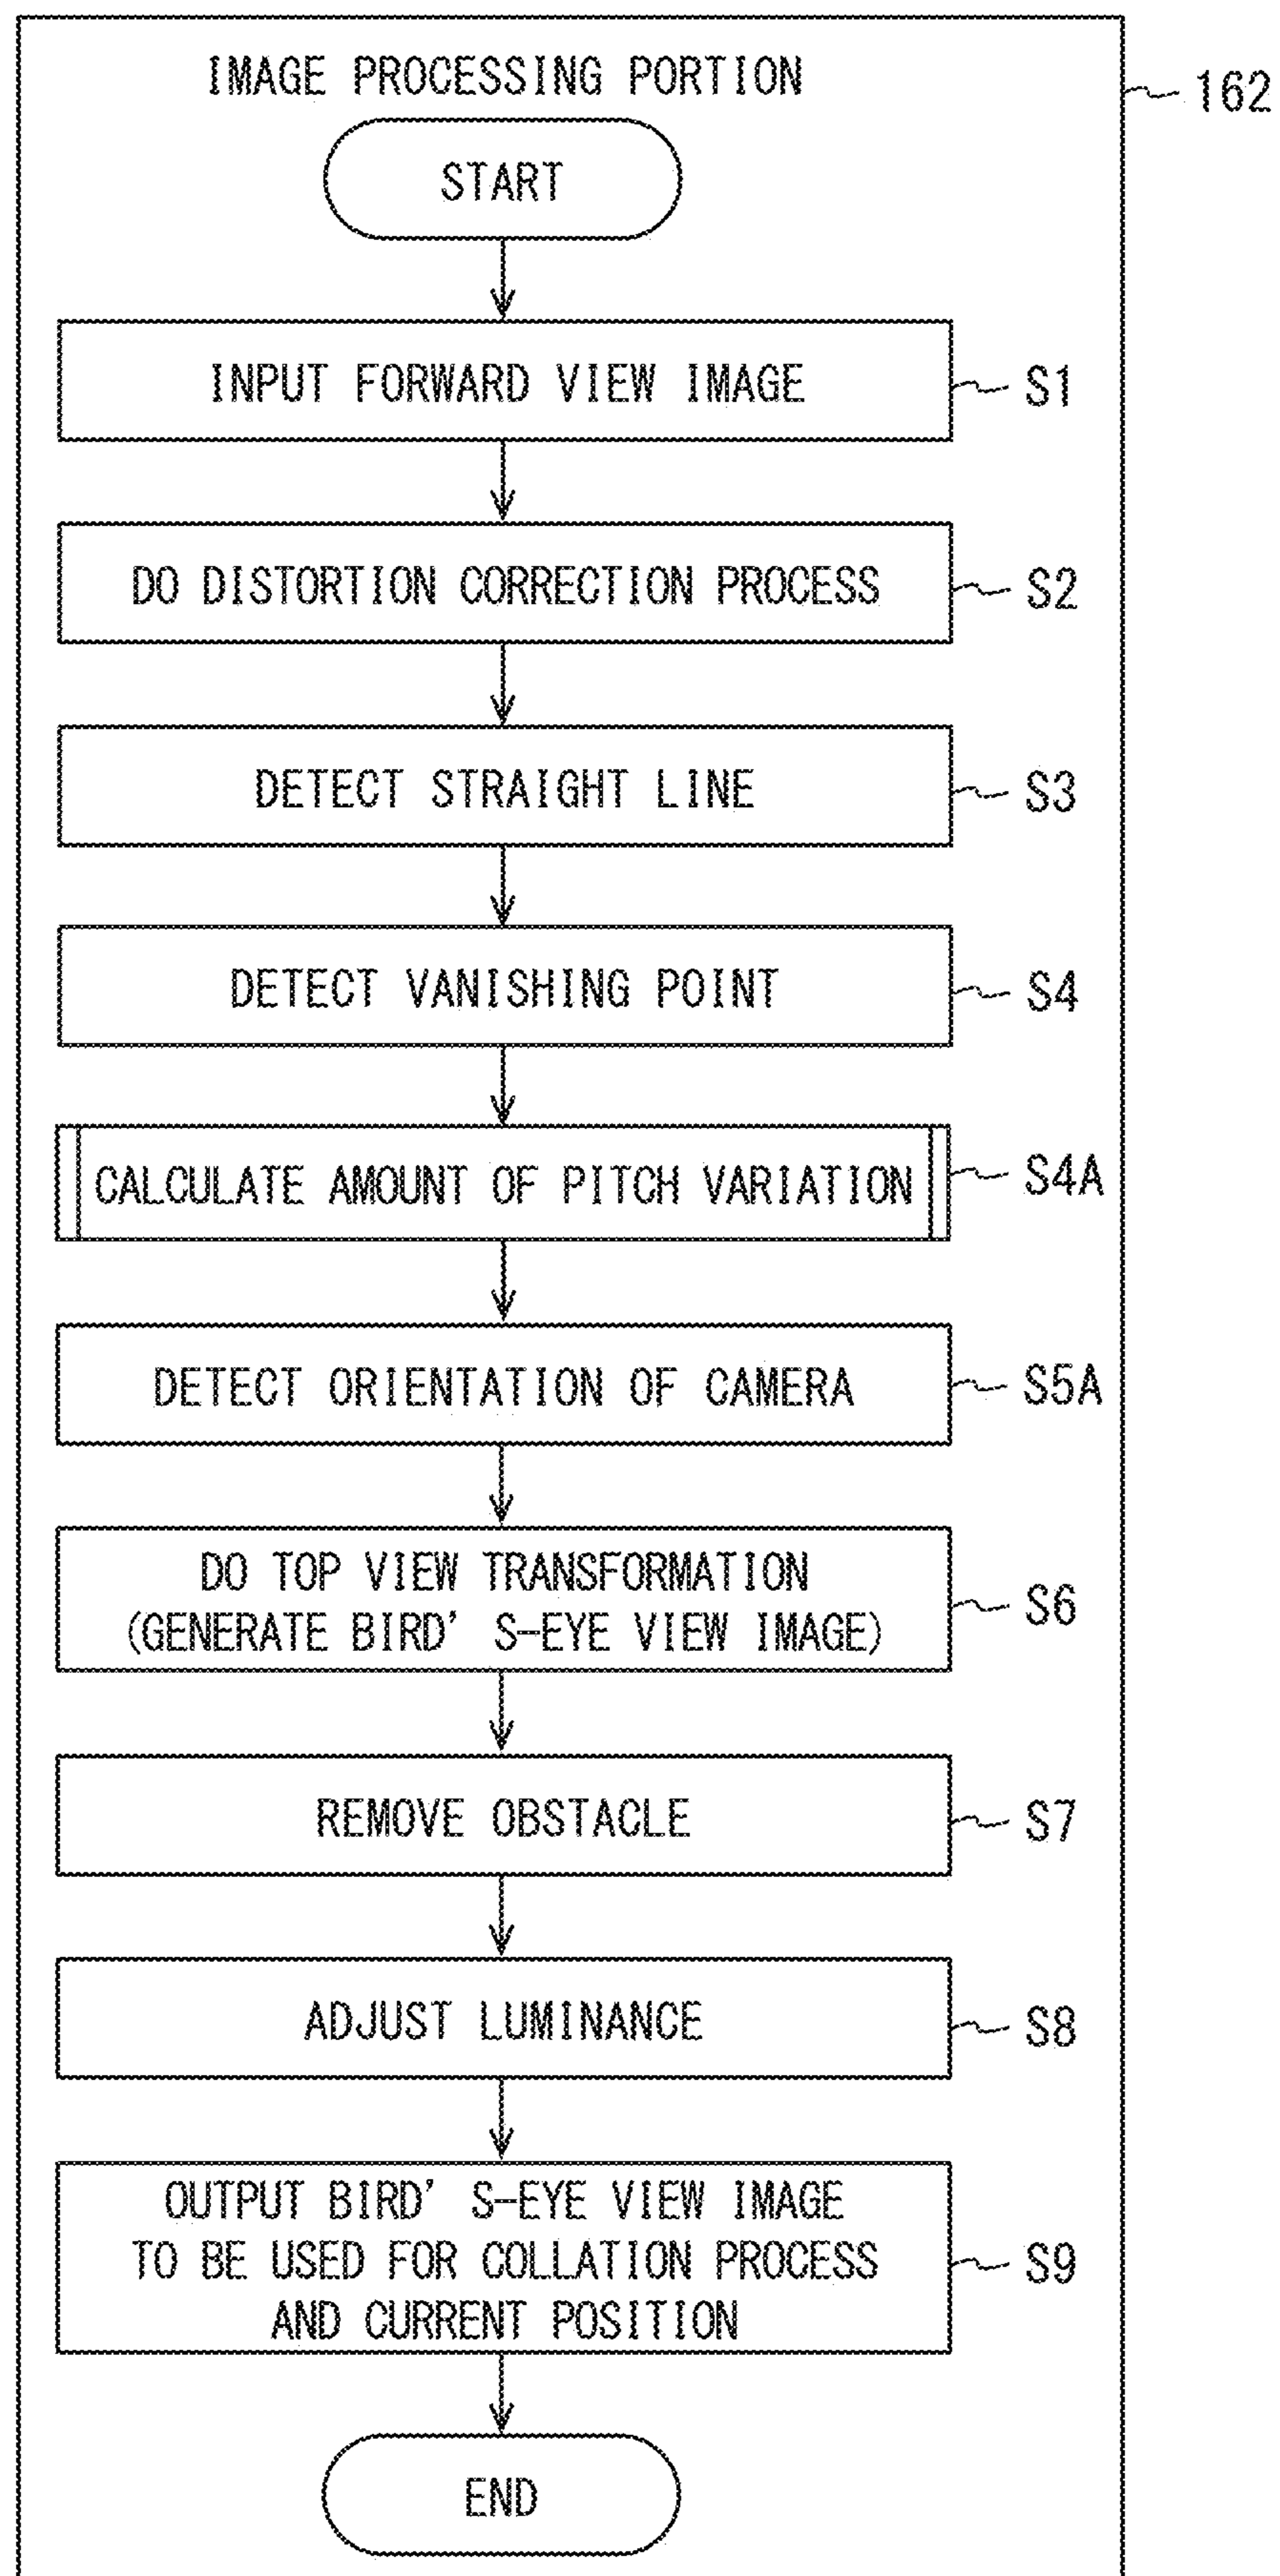 IMAGE PROCESSING PORTION
162
START
INPUT FORWARD VIEW IMAGE
S1
DO DISTORTION CORRECTION PROCESS
S2
DETECT STRAIGHT LINE
S3
DETECT VANISHING POINT
S4
CALCULATE AMOUNT OF PITCH VARIATION
S4A
DETECT ORIENTATION OF CAMERA
S5A
DO TOP VIEW TRANSFORMATION
(GENERATE BIRD' S-EYE VIEW IMAGE)
S6
REMOVE OBSTACLE
S7
ADJUST LUMINANCE
S8
OUTPUT BIRD' S-EYE VIEW IMAGE
TO BE USED FOR COLLATION PROCESS
AND CURRENT POSITION
S9
END